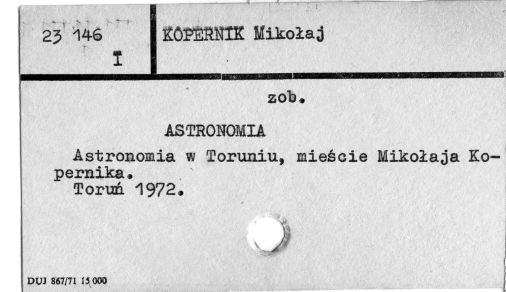 23 146
I
KOPERNIK Mikołaj
zob.
ASTRONOMIA
Astronomia w Toruniu, mieście Mikołaja Ko-
pernika.
Toruń 1972.
DUJ 867/71 15 000